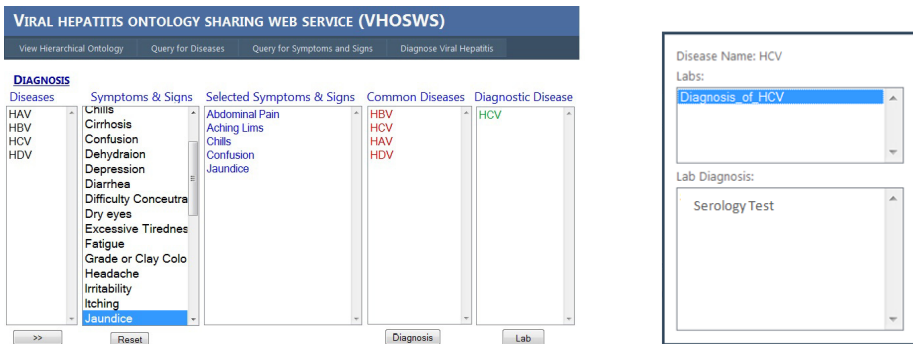 VIRAL HEPATITIS ONTOLOGY SHARING WEB SERVICE (VHOSWS)
View Hierarchical Ontology Query for Diseases Query for Symptoms and Signs Diagnose Viral Hepatitis
DIAGNOSIS
Diseases
HAV
HBV
HCV
HDV
>>
Symptoms & Signs
Chills
Cirrhosis
Confusion
Dehydraion
Depression
Diarrhea
Difficulty Conceutra
Dry eyes
Excessive Tirednes
Fatigue
Grade or Clay Colo
Headache
Irritability
Itching
Jaundice
Reset
Selected Symptoms & Signs
Abdominal Pain
Aching Lims
Chills
Confusion
Jaundice
Common Diseases
HBV
HCV
HAV
HDV
Diagnosis
Diagnostic Disease
HCV
Lab
Disease Name: HCV
Labs:
Diagnosis_of_HCV
Lab Diagnosis:
Serology Test